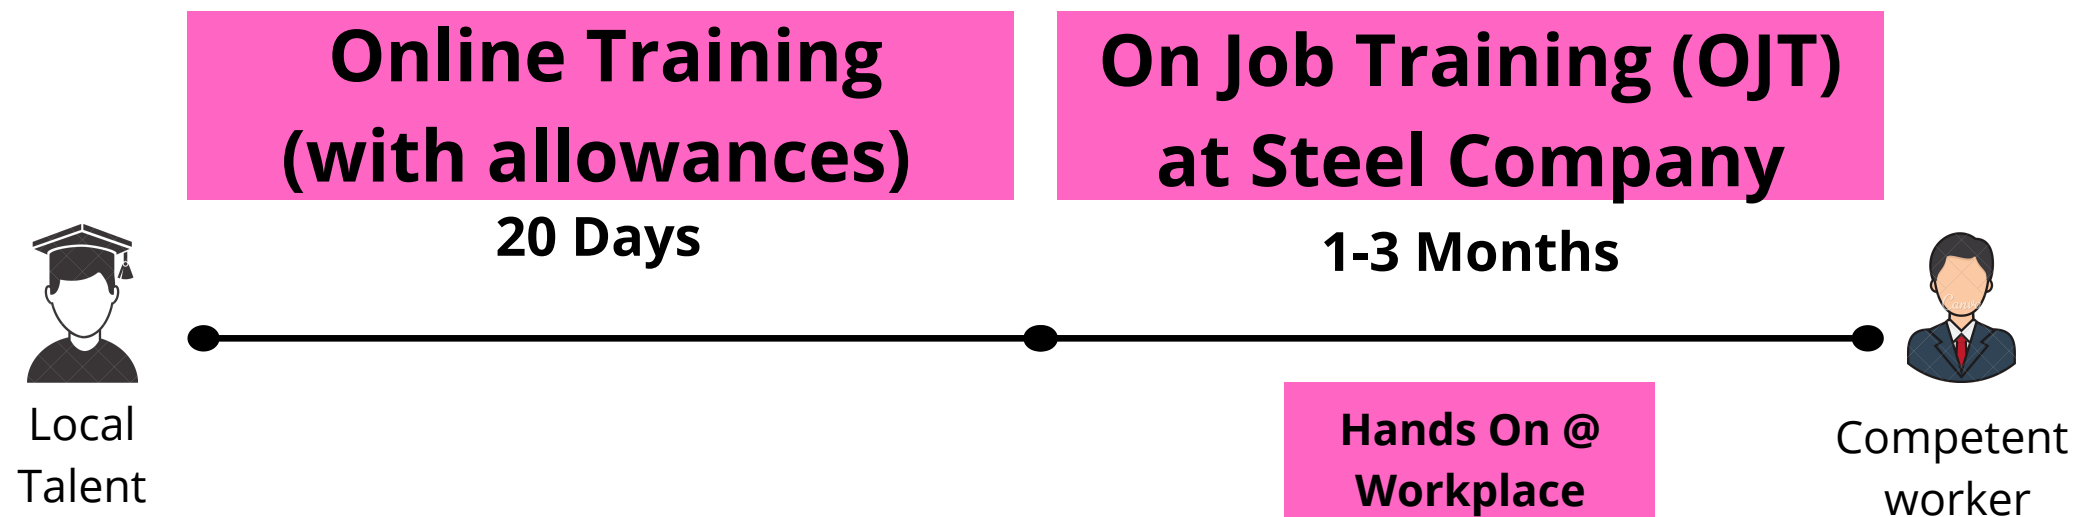 Online Training
(with allowances)
On Job Training (OJT)
at Steel Company
20 Days
1-3 Months
Local
Talent
Hands On @
Workplace
Competent
worker
Canva